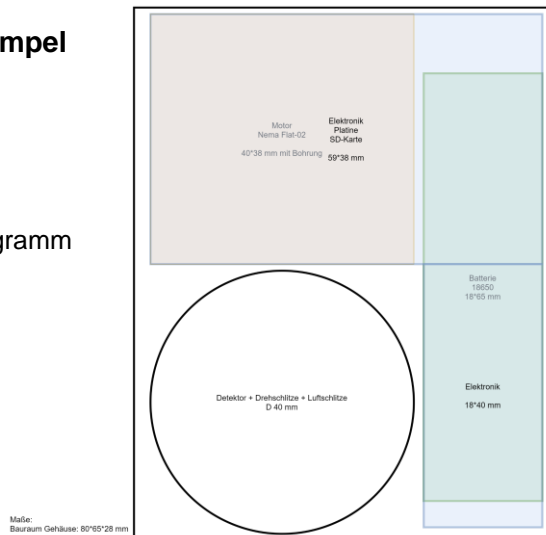 mpel
gramm
Motor
Nema Flat-02
40*38 mm mit Bohrung
Elektronik
Platine
SD-Karte
59*38 mm
Batterie
18650
18*65 mm
Elektronik
18*40 mm
Detektor + Drehschlitze + Luftschlitze
D 40 mm
Maße:
Bauraum Gehäuse: 80*65*28 mm